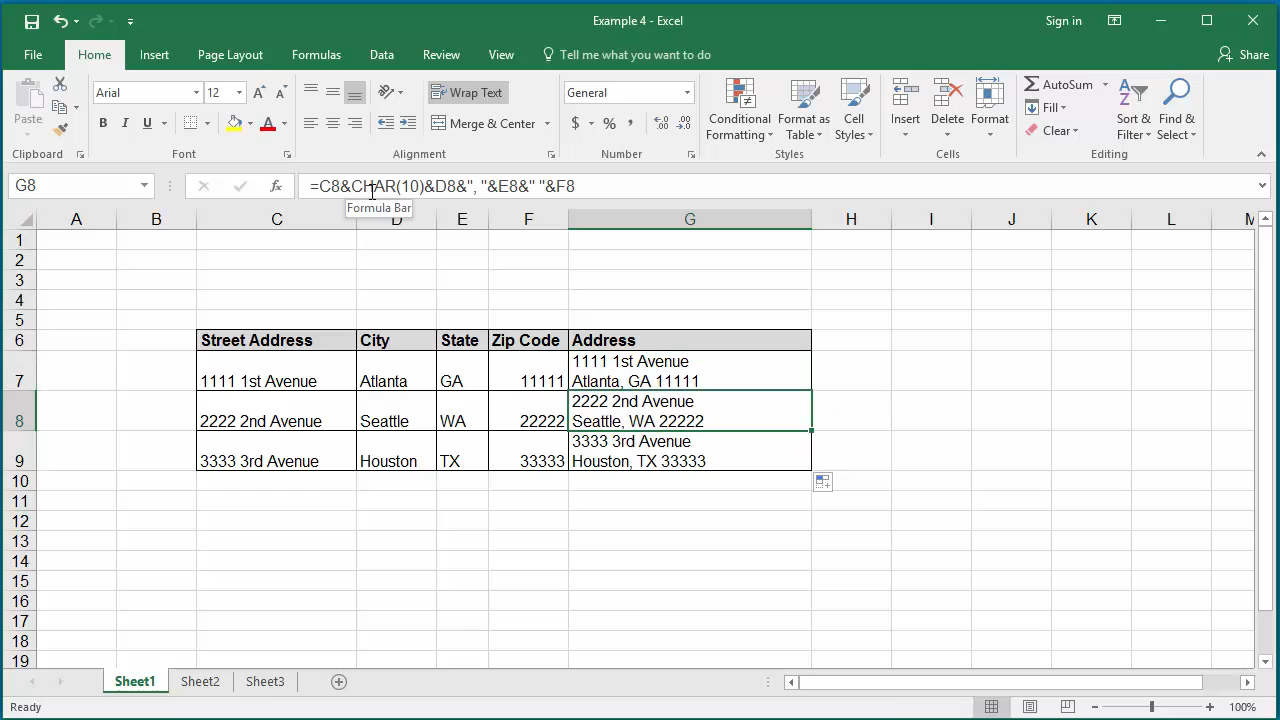 Example 4 - Excel
Sign in
File Home Insert Page Layout Formulas Data Review View Tell me what you want to do Share
Paste
Clipboard
Arial 12
B I U
A A A
Font
Wrap Text
Merge & Center
Alignment
General
$ % ,
Number
Conditional Formatting
Format as Table
Cell Styles
Styles
Insert
Delete
Format
Cells
AutoSum
Fill
Clear
Sort & Filter
Find & Select
Editing
G8 fx =C8&CHAR(10)&D8&", "&E8&" "&F8
Formula Bar
A B C D E F G H I J K L M
1
2
3
4
5
6 Street Address City State Zip Code Address
1111 1st Avenue
7 1111 1st Avenue Atlanta GA 11111 Atlanta, GA 11111
2222 2nd Avenue
8 2222 2nd Avenue Seattle WA 22222 Seattle, WA 22222
3333 3rd Avenue
9 3333 3rd Avenue Houston TX 33333 Houston, TX 33333
10
11
12
13
14
15
16
17
18
19
Sheet1 Sheet2 Sheet3
Ready 100%